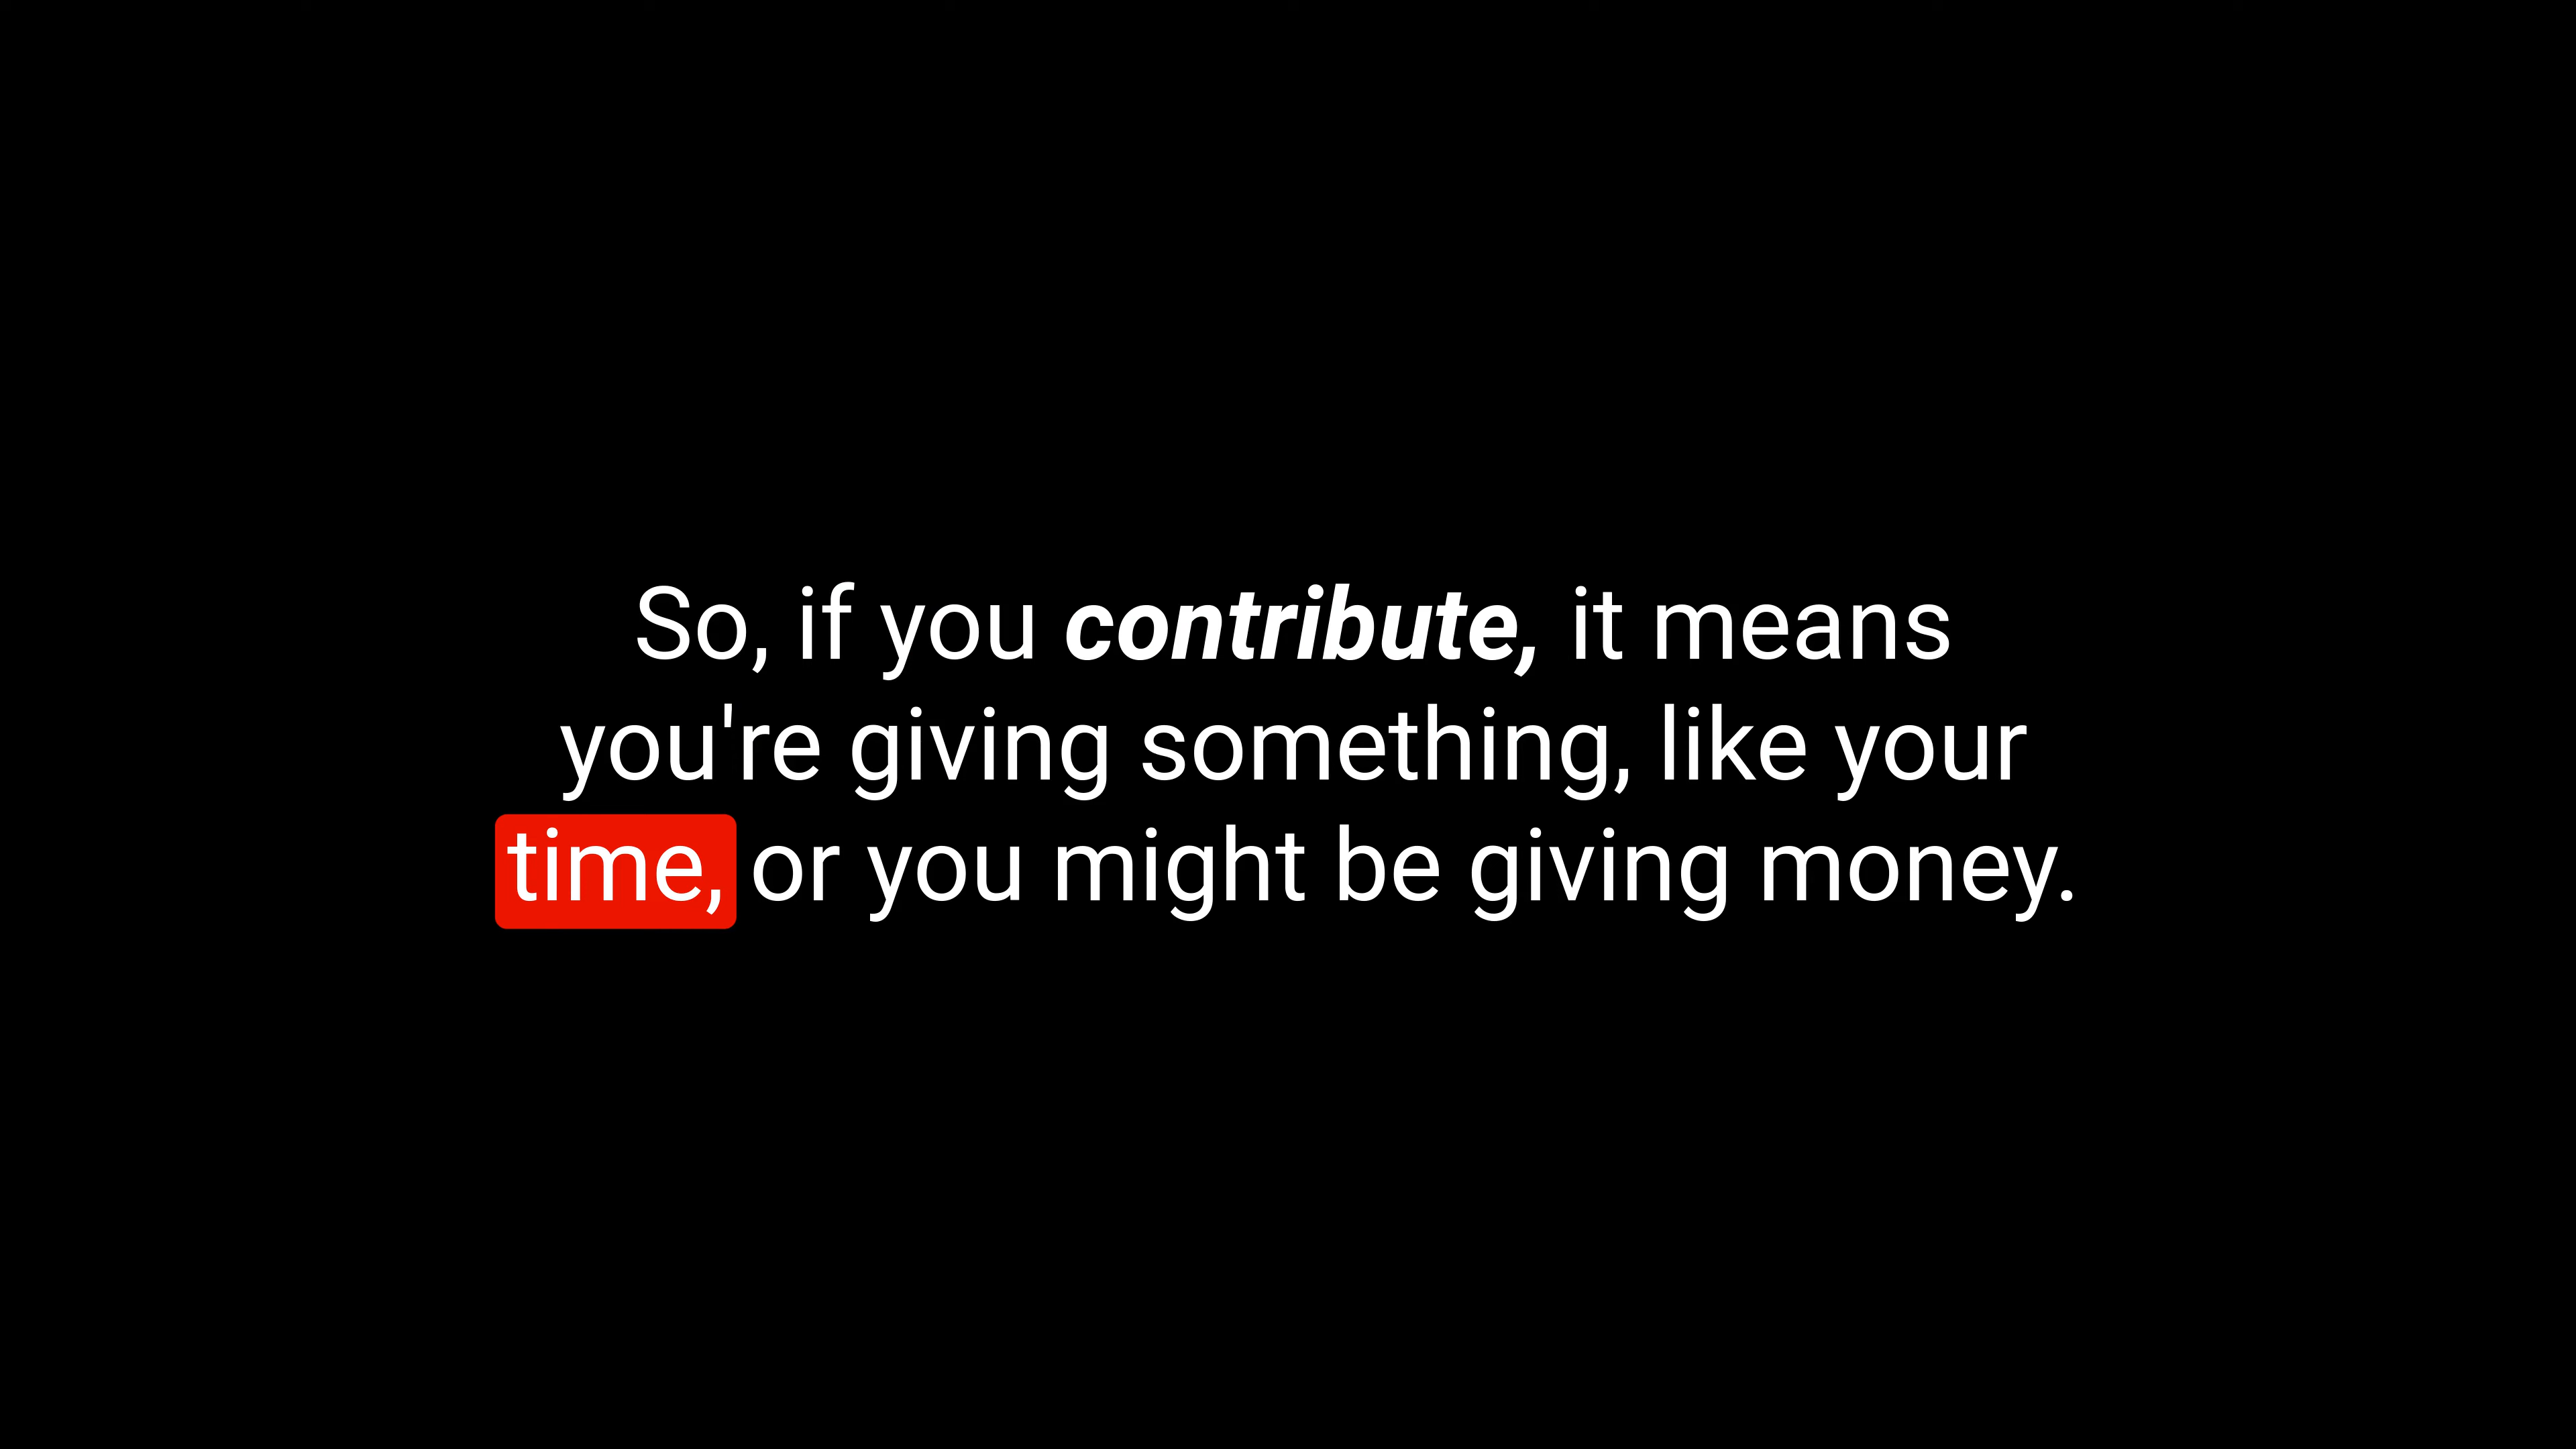 So, if you contribute, it means
you're giving something, like your
time, or you might be giving money.